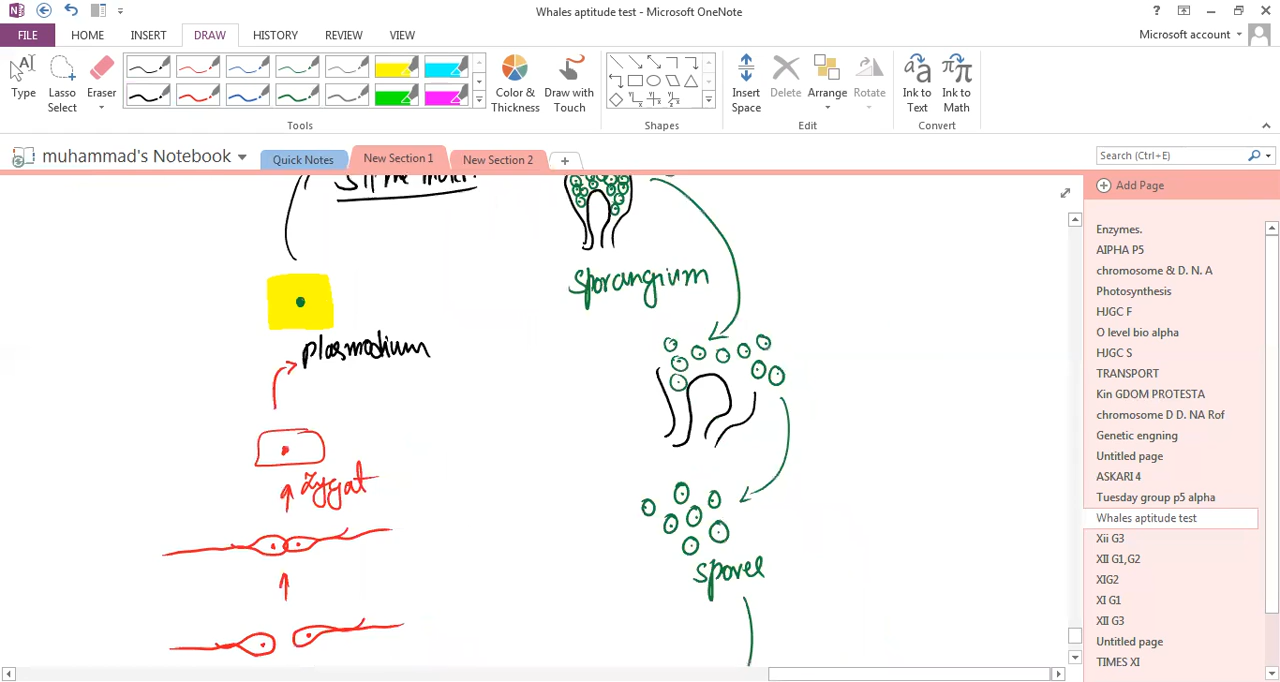 Whales aptitude test - Microsoft OneNote
FILE HOME INSERT DRAW HISTORY REVIEW VIEW
Microsoft account
Type
Lasso Select
Eraser
Color & Thickness
Draw with Touch
Insert Space
Delete
Arrange
Rotate
Ink to Text
Ink to Math
Tools
Shapes
Edit
Convert
muhammad's Notebook
Quick Notes
New Section 1
New Section 2
Search (Ctrl+E)
Add Page
Enzymes.
AIPHA P5
chromosome & D. N. A
Photosynthesis
HJGC F
O level bio alpha
HJGC S
TRANSPORT
Kin GDOM PROTESTA
chromosome D D. NA Rof
Genetic engning
Untitled page
ASKARI 4
Tuesday group p5 alpha
Whales aptitude test
Xii G3
XII G1,G2
XIG2
XI G1
XII G3
Untitled page
TIMES XI
sporangium
plasmodium
zygat
spores